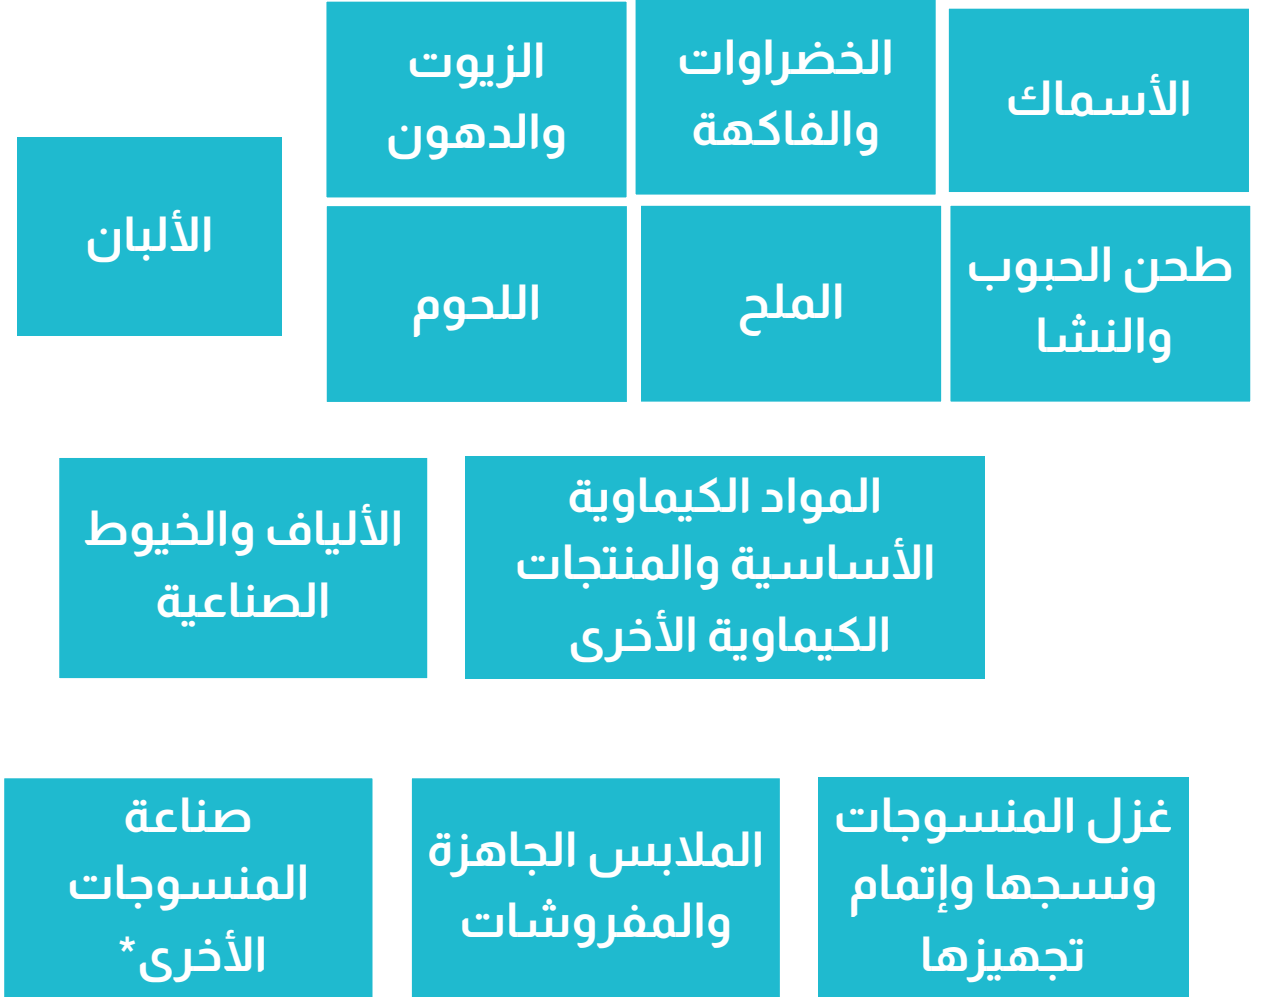 الأسماك
الخضراوات
والفاكهة
الزيوت
والدهون
الألبان
طحن الحبوب
والنشا
الملح
اللحوم
المواد الكيماوية
الأساسية والمنتجات
الكيماوية الأخرى
الألياف والخيوط
الصناعية
غزل المنسوجات
ونسجها وإتمام
تجهيزها
الملابس الجاهزة
والمفروشات
صناعة
المنسوجات
الأخرى*